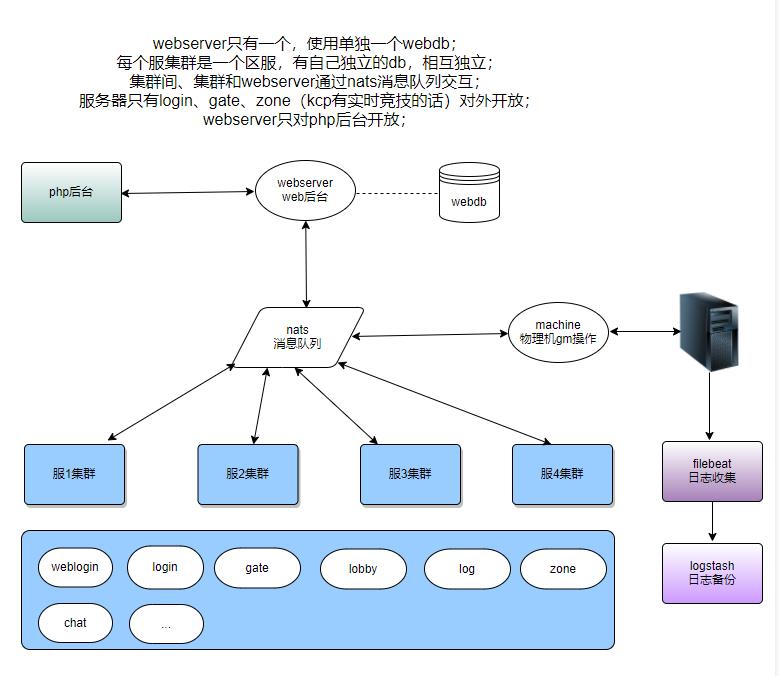 webserver只有一个，使用单独一个webdb；
每个服集群是一个区服，有自己独立的db，相互独立；
集群间、集群和webserver通过nats消息队列交互；
服务器只有login、gate、zone（kcp有实时竞技的话）对外开放；
webserver只对php后台开放；
php后台
webserver
web后台
webdb
nats
消息队列
machine
物理机gm操作
服1集群
服2集群
服3集群
服4集群
filebeat
日志收集
weblogin
login
gate
lobby
log
zone
logstash
日志备份
chat
...